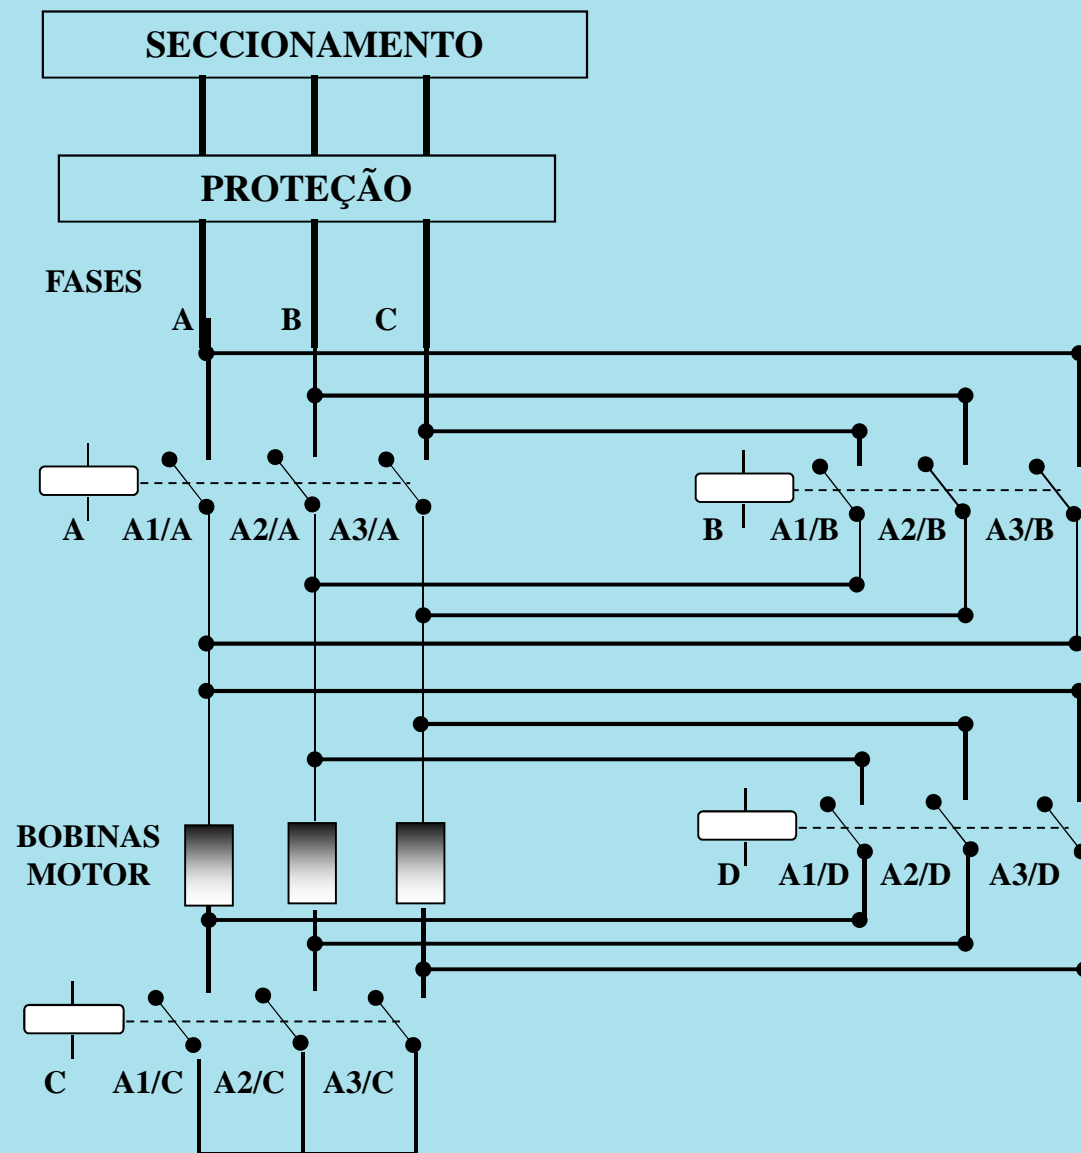 SECCIONAMENTO
PROTEÇÃO
FASES
A B C
A A1/A A2/A A3/A
B A1/B A2/B A3/B
BOBINAS
MOTOR
D A1/D A2/D A3/D
C A1/C A2/C A3/C